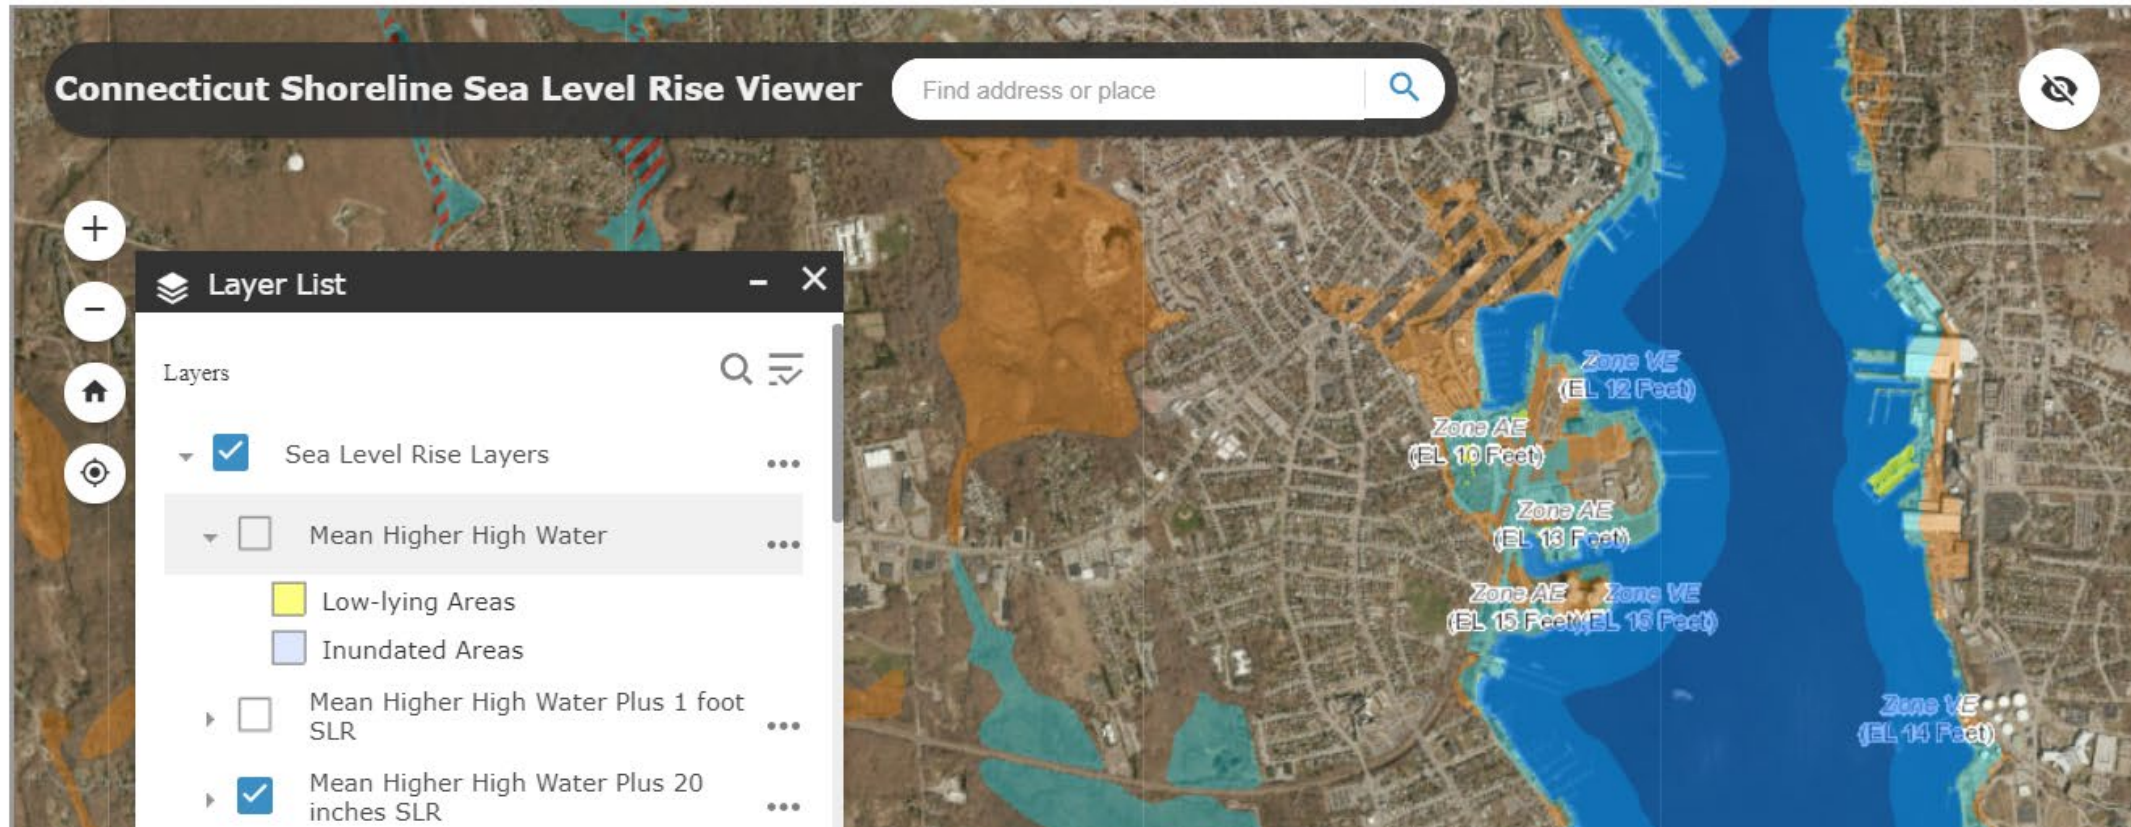 Connecticut Shoreline Sea Level Rise Viewer
Find address or place
Layer List
Layers
Sea Level Rise Layers
Mean Higher High Water
Low-lying Areas
Inundated Areas
Mean Higher High Water Plus 1 foot
SLR
Mean Higher High Water Plus 20
inches SLR
Zone VE
(EL 12 Feet)
Zone AE
(EL 10 Feet)
Zone AE
(EL 13 Feet)
Zone AE
(EL 15 Feet)
Zone VE
(EL 15 Feet)
Zone VE
(EL 14 Feet)